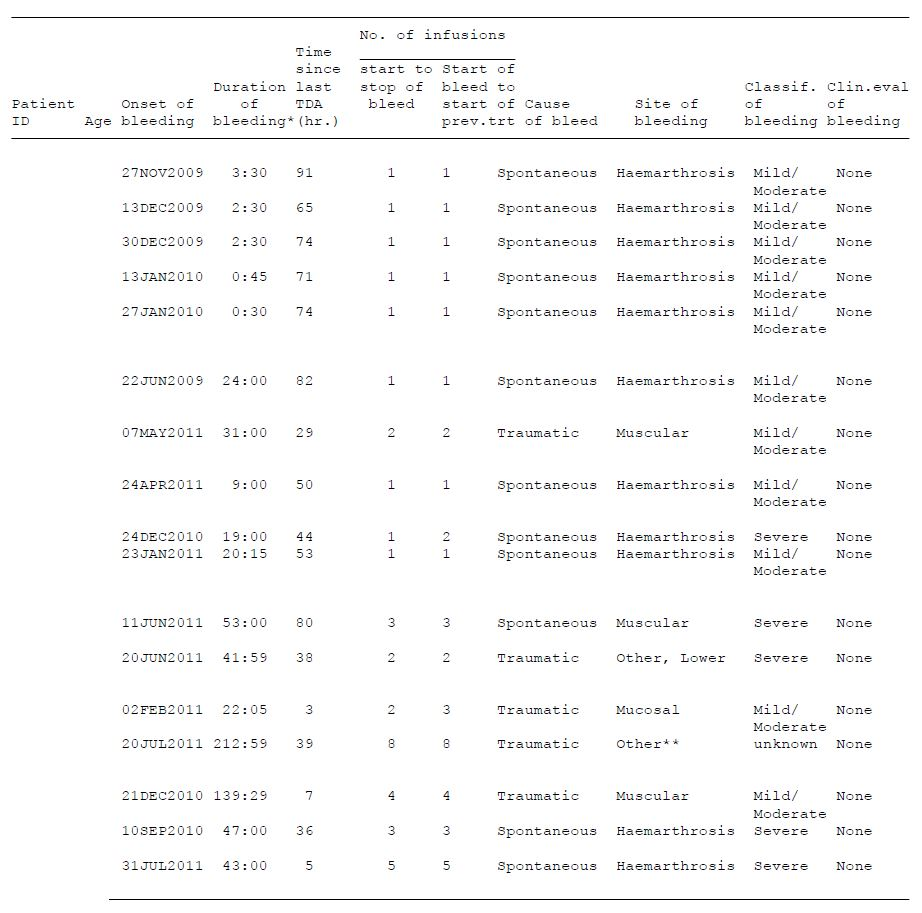 No. of infusions
Time
since start to Start of
Duration last stop of bleed to Classif. Clin.eval
Patient Onset of of TDA bleed start of Cause Site of of of
ID Age bleeding bleeding* (hr.) prev.trt of bleed bleeding bleeding bleeding
27NOV2009 3:30 91 1 1 Spontaneous Haemarthrosis Mild/ None
Moderate
13DEC2009 2:30 65 1 1 Spontaneous Haemarthrosis Mild/ None
Moderate
30DEC2009 2:30 74 1 1 Spontaneous Haemarthrosis Mild/ None
Moderate
13JAN2010 0:45 71 1 1 Spontaneous Haemarthrosis Mild/ None
Moderate
27JAN2010 0:30 74 1 1 Spontaneous Haemarthrosis Mild/ None
Moderate
22JUN2009 24:00 82 1 1 Spontaneous Haemarthrosis Mild/ None
Moderate
07MAY2011 31:00 29 2 2 Traumatic Muscular Mild/ None
Moderate
24APR2011 9:00 50 1 1 Spontaneous Haemarthrosis Mild/ None
Moderate
24DEC2010 19:00 44 1 2 Spontaneous Haemarthrosis Severe None
23JAN2011 20:15 53 1 1 Spontaneous Haemarthrosis Mild/ None
Moderate
11JUN2011 53:00 80 3 3 Spontaneous Muscular Severe None
20JUN2011 41:59 38 2 2 Traumatic Other, Lower Severe None
02FEB2011 22:05 3 2 3 Traumatic Mucosal Mild/ None
Moderate
20JUL2011 212:59 39 8 8 Traumatic Other** unknown None
21DEC2010 139:29 7 4 4 Traumatic Muscular Mild/ None
Moderate
10SEP2010 47:00 36 3 3 Spontaneous Haemarthrosis Severe None
31JUL2011 43:00 5 5 5 Spontaneous Haemarthrosis Severe None